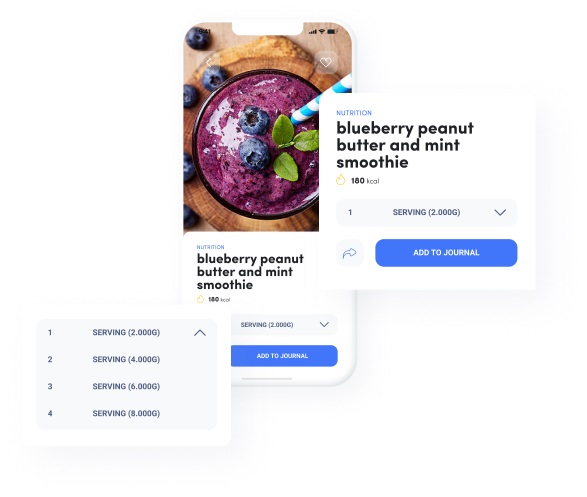 NUTRITION
blueberry peanut
butter and mint
smoothie
180 kcal
1 SERVING (2.000G)
ADD TO JOURNAL
NUTRITION
blueberry peanut
butter and mint
smoothie
180 kcal
SERVING (2.000G)
ADD TO JOURNAL
1 SERVING (2.000G)
2 SERVING (4.000G)
3 SERVING (6.000G)
4 SERVING (8.000G)